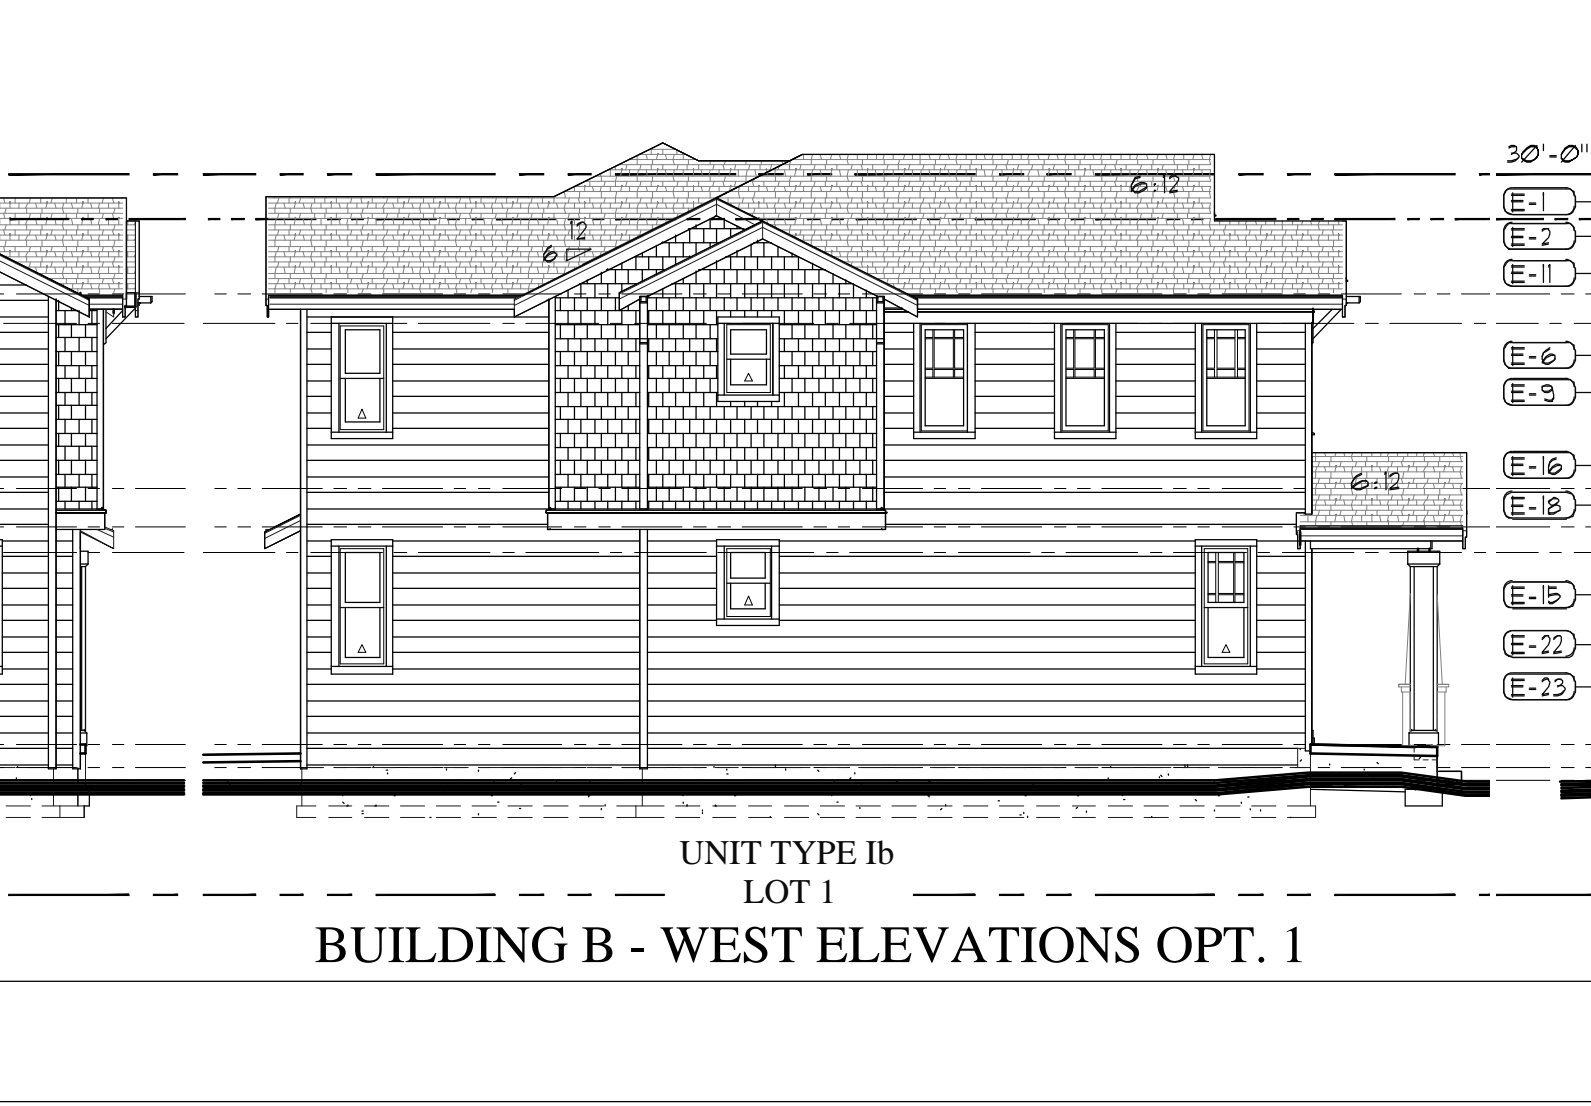 30'-0"
E-1
6:12
E-2
12
6
E-11
E-6
E-9
E-16
6:12
E-18
E-15
E-22
E-23
UNIT TYPE Ib
LOT 1
BUILDING B - WEST ELEVATIONS OPT. 1